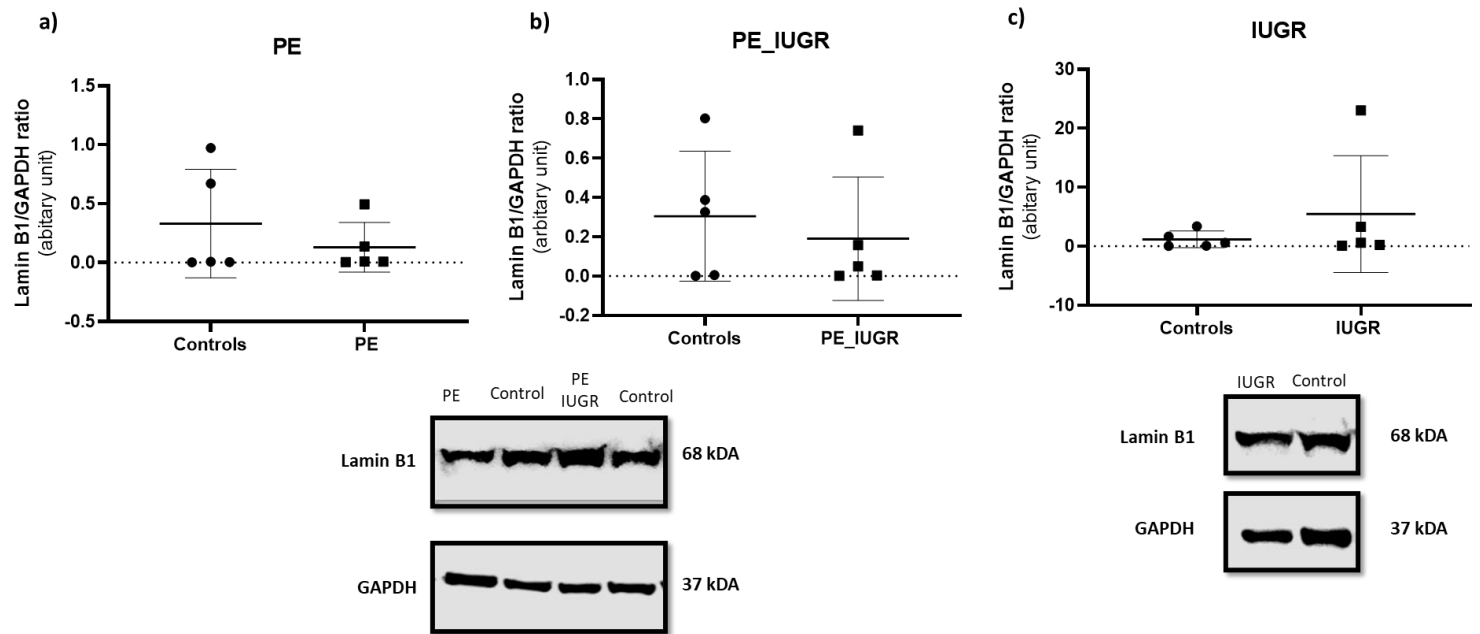 a)
PE
Lamin B1/GAPDH ratio
(abitary unit)
1.5
1.0
0.5
0.0
-0.5
Controls
PE
b)
PE_IUGR
Lamin B1/GAPDH ratio
(arbitary unit)
1.0
0.8
0.6
0.4
0.2
0.0
-0.2
Controls
PE_IUGR
c)
IUGR
Lamin B1/GAPDH ratio
(abitary unit)
30
20
10
0
-10
Controls
IUGR
PE
Control
PE
IUGR
Control
Lamin B1
68 kDA
GAPDH
37 kDA
IUGR
Control
Lamin B1
68 kDA
GAPDH
37 kDA